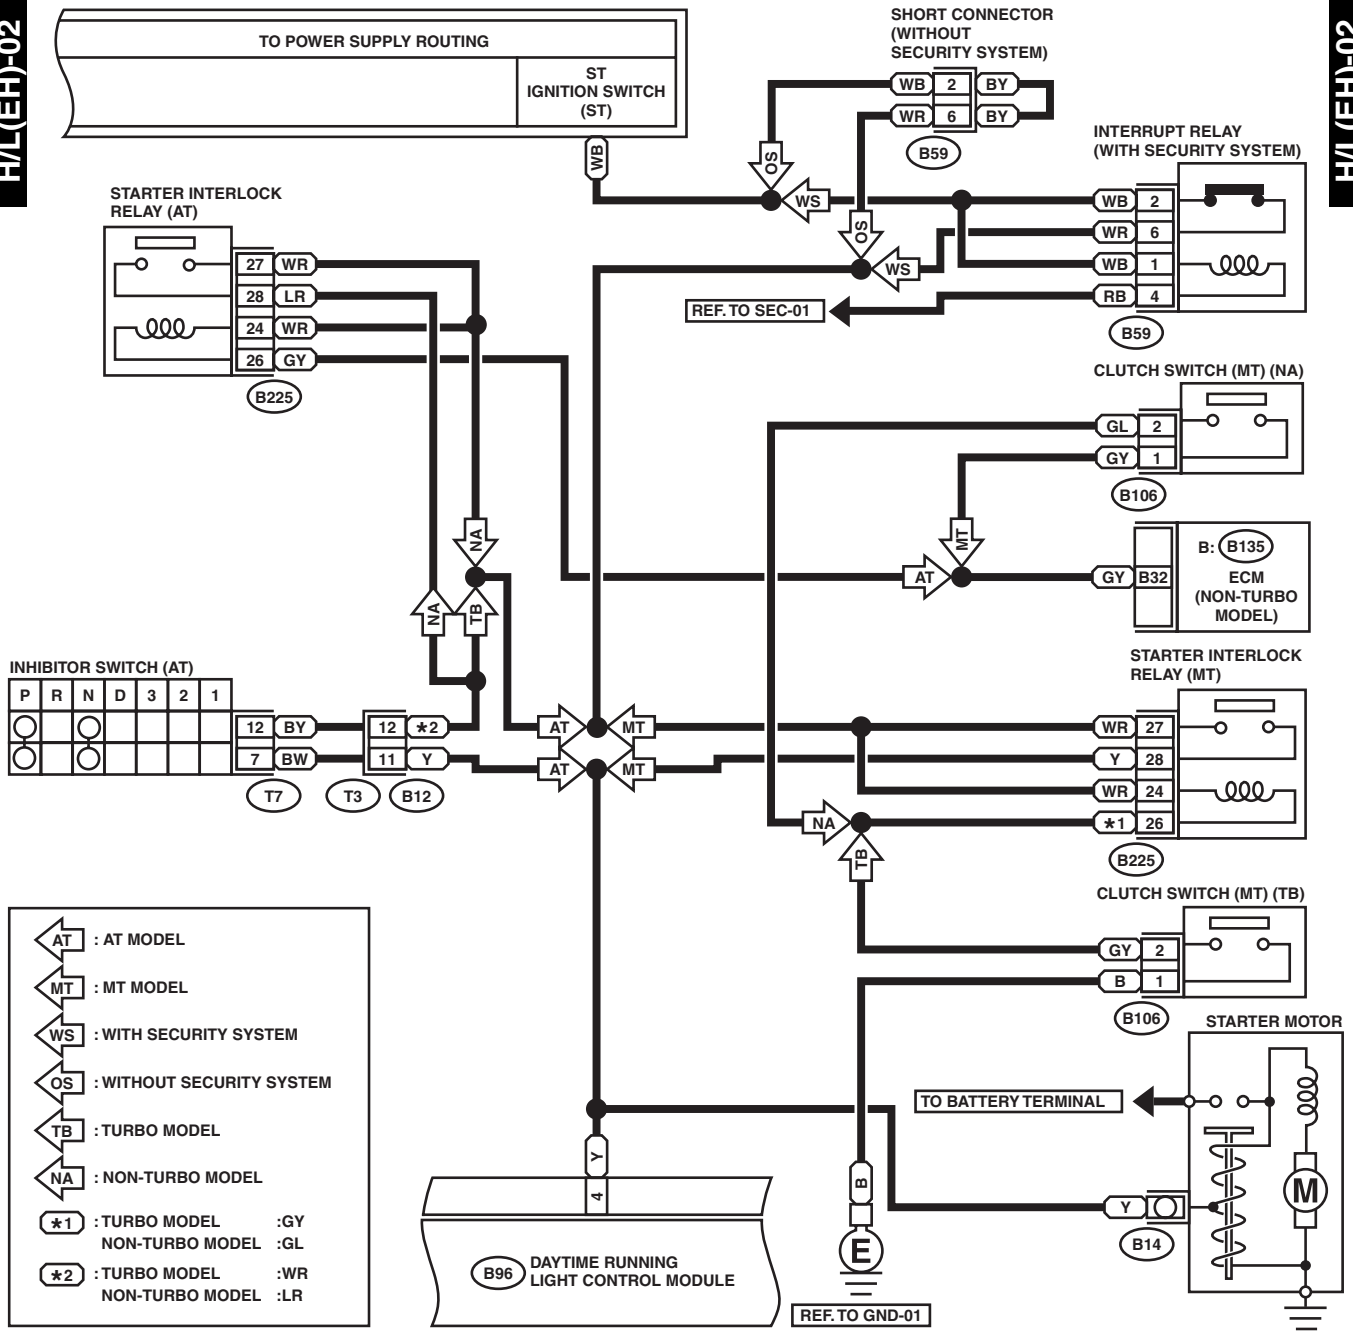 H/L(EH)-02
H/L(EH)-02
TO POWER SUPPLY ROUTING
ST
IGNITION SWITCH
(ST)
WB
SHORT CONNECTOR
(WITHOUT
SECURITY SYSTEM)
WB 2 BY
WR 6 BY
B59
OS
WS
OS
WS
INTERRUPT RELAY
(WITH SECURITY SYSTEM)
WB 2
WR 6
WB 1
RB 4
B59
REF. TO SEC-01
STARTER INTERLOCK
RELAY (AT)
27 WR
28 LR
24 WR
26 GY
B225
CLUTCH SWITCH (MT) (NA)
GL 2
GY 1
B106
NA
MT
AT
GY B32
B: B135
ECM
(NON-TURBO
MODEL)
NA
TB
INHIBITOR SWITCH (AT)
P R N D 3 2 1
12 BY
7 BW
12 *2
11 Y
T7
T3
B12
AT MT
AT MT
STARTER INTERLOCK
RELAY (MT)
WR 27
Y 28
WR 24
*1 26
B225
NA
TB
CLUTCH SWITCH (MT) (TB)
GY 2
B 1
B106
STARTER MOTOR
TO BATTERY TERMINAL
M
Y
B14
B
E
REF. TO GND-01
Y
4
B96
DAYTIME RUNNING
LIGHT CONTROL MODULE
AT : AT MODEL
MT : MT MODEL
WS : WITH SECURITY SYSTEM
OS : WITHOUT SECURITY SYSTEM
TB : TURBO MODEL
NA : NON-TURBO MODEL
*1 : TURBO MODEL :GY
NON-TURBO MODEL :GL
*2 : TURBO MODEL :WR
NON-TURBO MODEL :LR